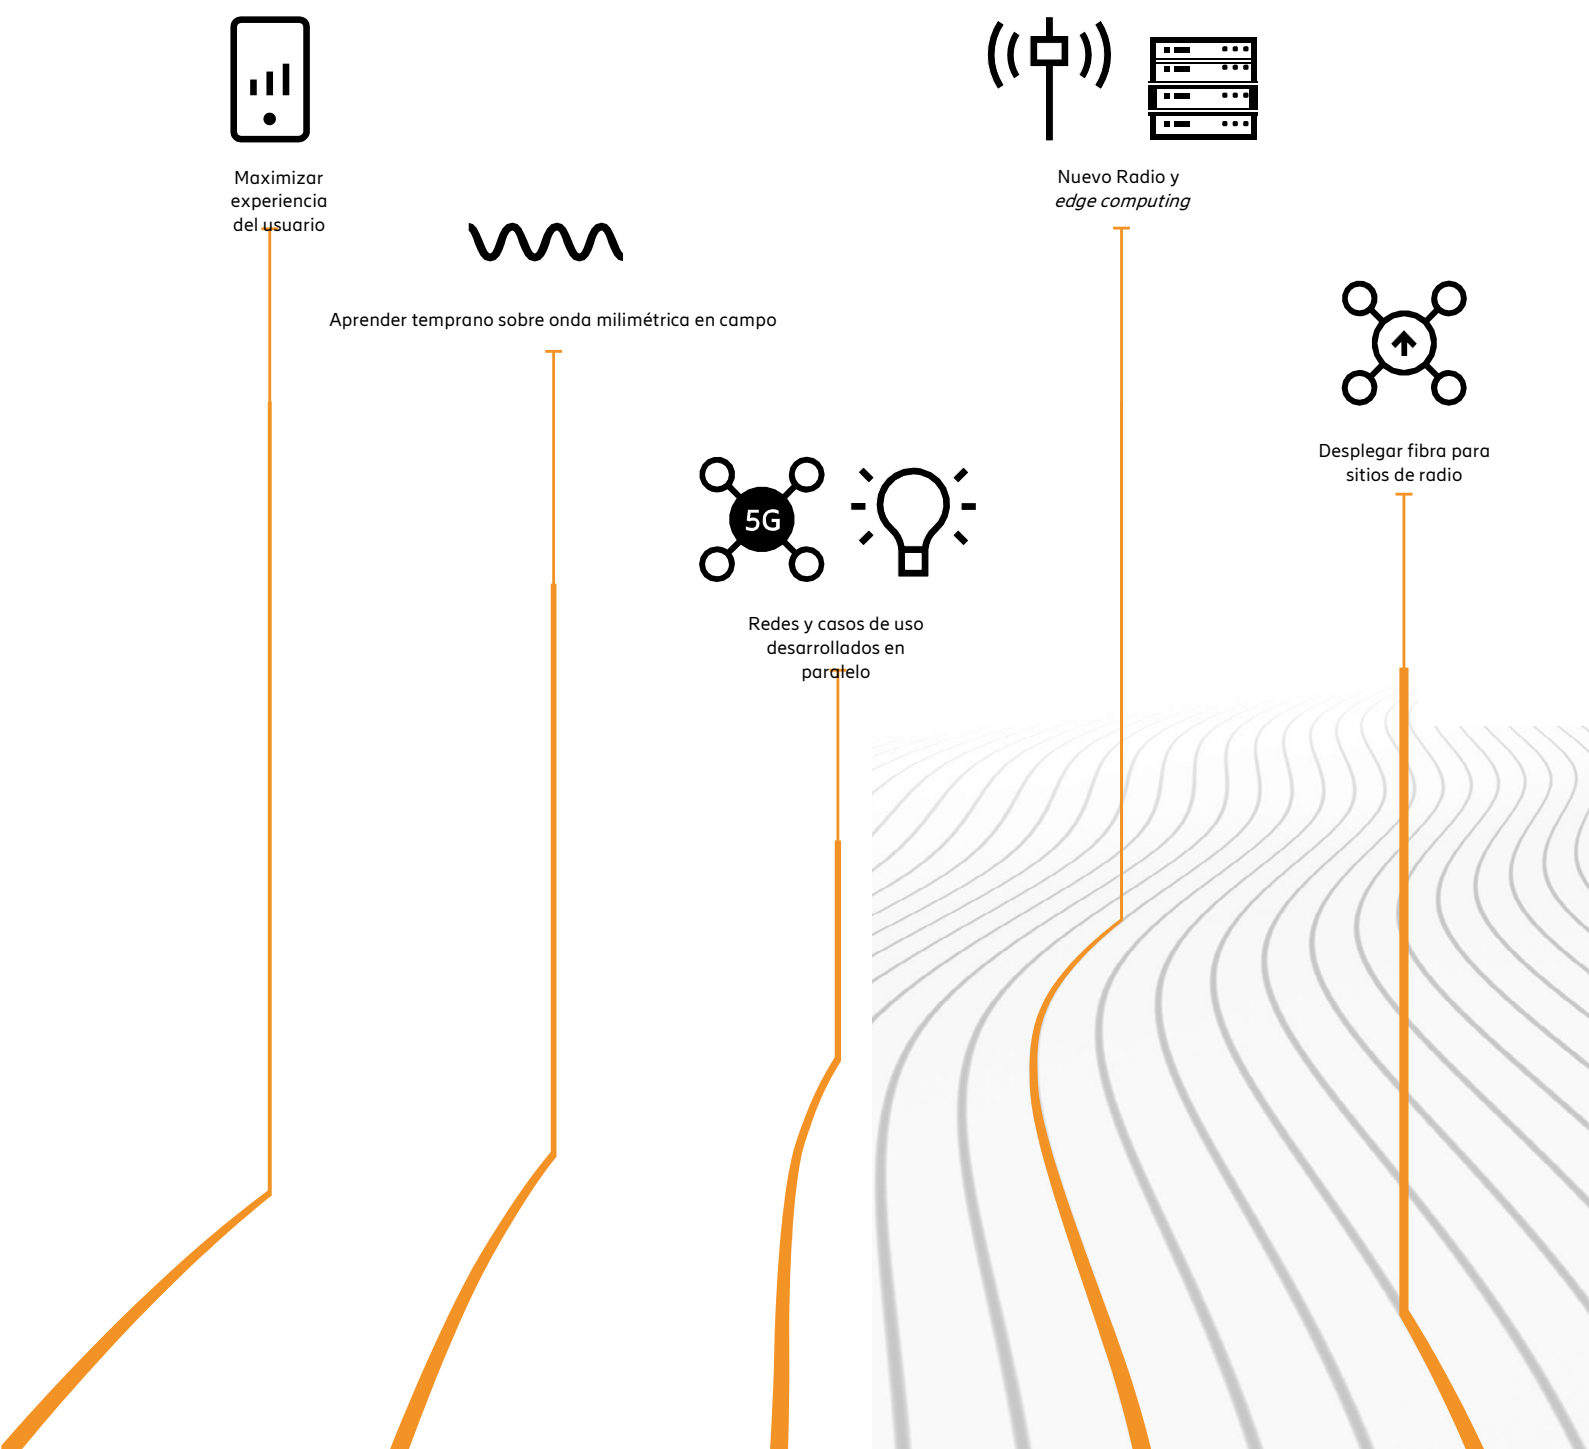 Maximizar
experiencia
del usuario
Aprender temprano sobre onda milimétrica en campo
5G
Redes y casos de uso
desarrollados en
paralelo
Nuevo Radio y
edge computing
Desplegar fibra para
sitios de radio